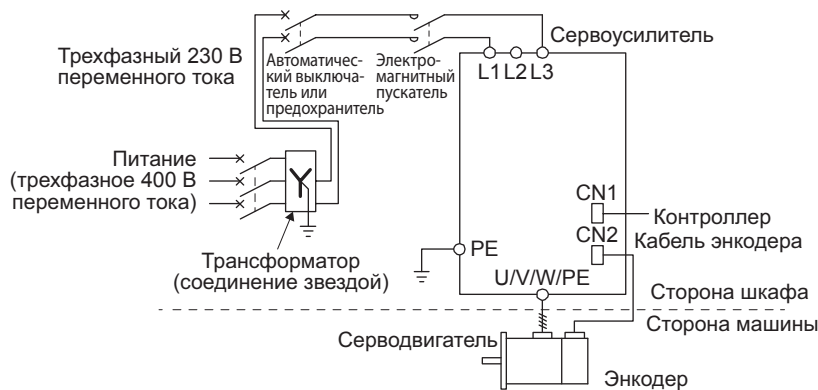 Трехфазный 230 В
переменного тока
Автоматичес-
кий выключа-
тель или
предохранитель
Электро-
магнитный
пускатель
Сервоусилитель
L1 L2 L3
Питание
(трехфазное 400 В
переменного тока)
Трансформатор
(соединение звездой)
PE
CN1
Контроллер
CN2
Кабель энкодера
U/V/W/PE
Сторона шкафа
Сторона машины
Серводвигатель
Энкодер